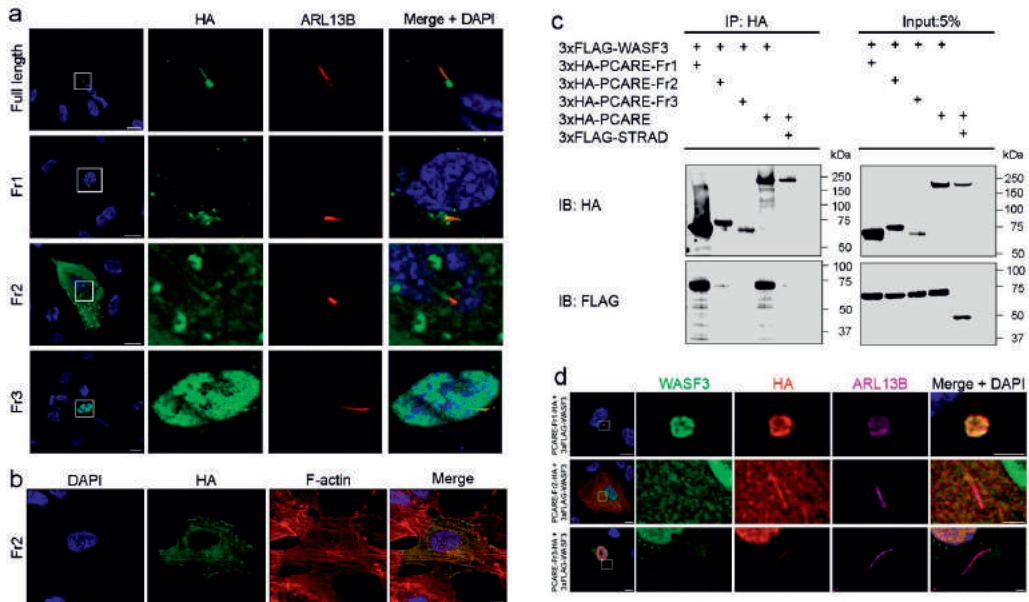 a
HA
ARL13B
Merge + DAPI
Full length
Fr1
Fr2
Fr3
b
DAPI
HA
F-actin
Merge
Fr2
c
IP: HA
Input:5%
3xFLAG-WASF3 + + + + + + + +
3xHA-PCARE-Fr1 + +
3xHA-PCARE-Fr2 + +
3xHA-PCARE-Fr3 + +
3xHA-PCARE + + + +
3xFLAG-STRAD + +
kDa
kDa
IB: HA
250
150
100
75
50
250
150
100
75
50
IB: FLAG
100
75
50
37
100
75
50
37
d
WASF3
HA
ARL13B
Merge + DAPI
PCARE-Fr1-HA +
3xFLAG-WASF3
PCARE-Fr2-HA +
3xFLAG-WASF3
PCARE-Fr3-HA +
3xFLAG-WASF3